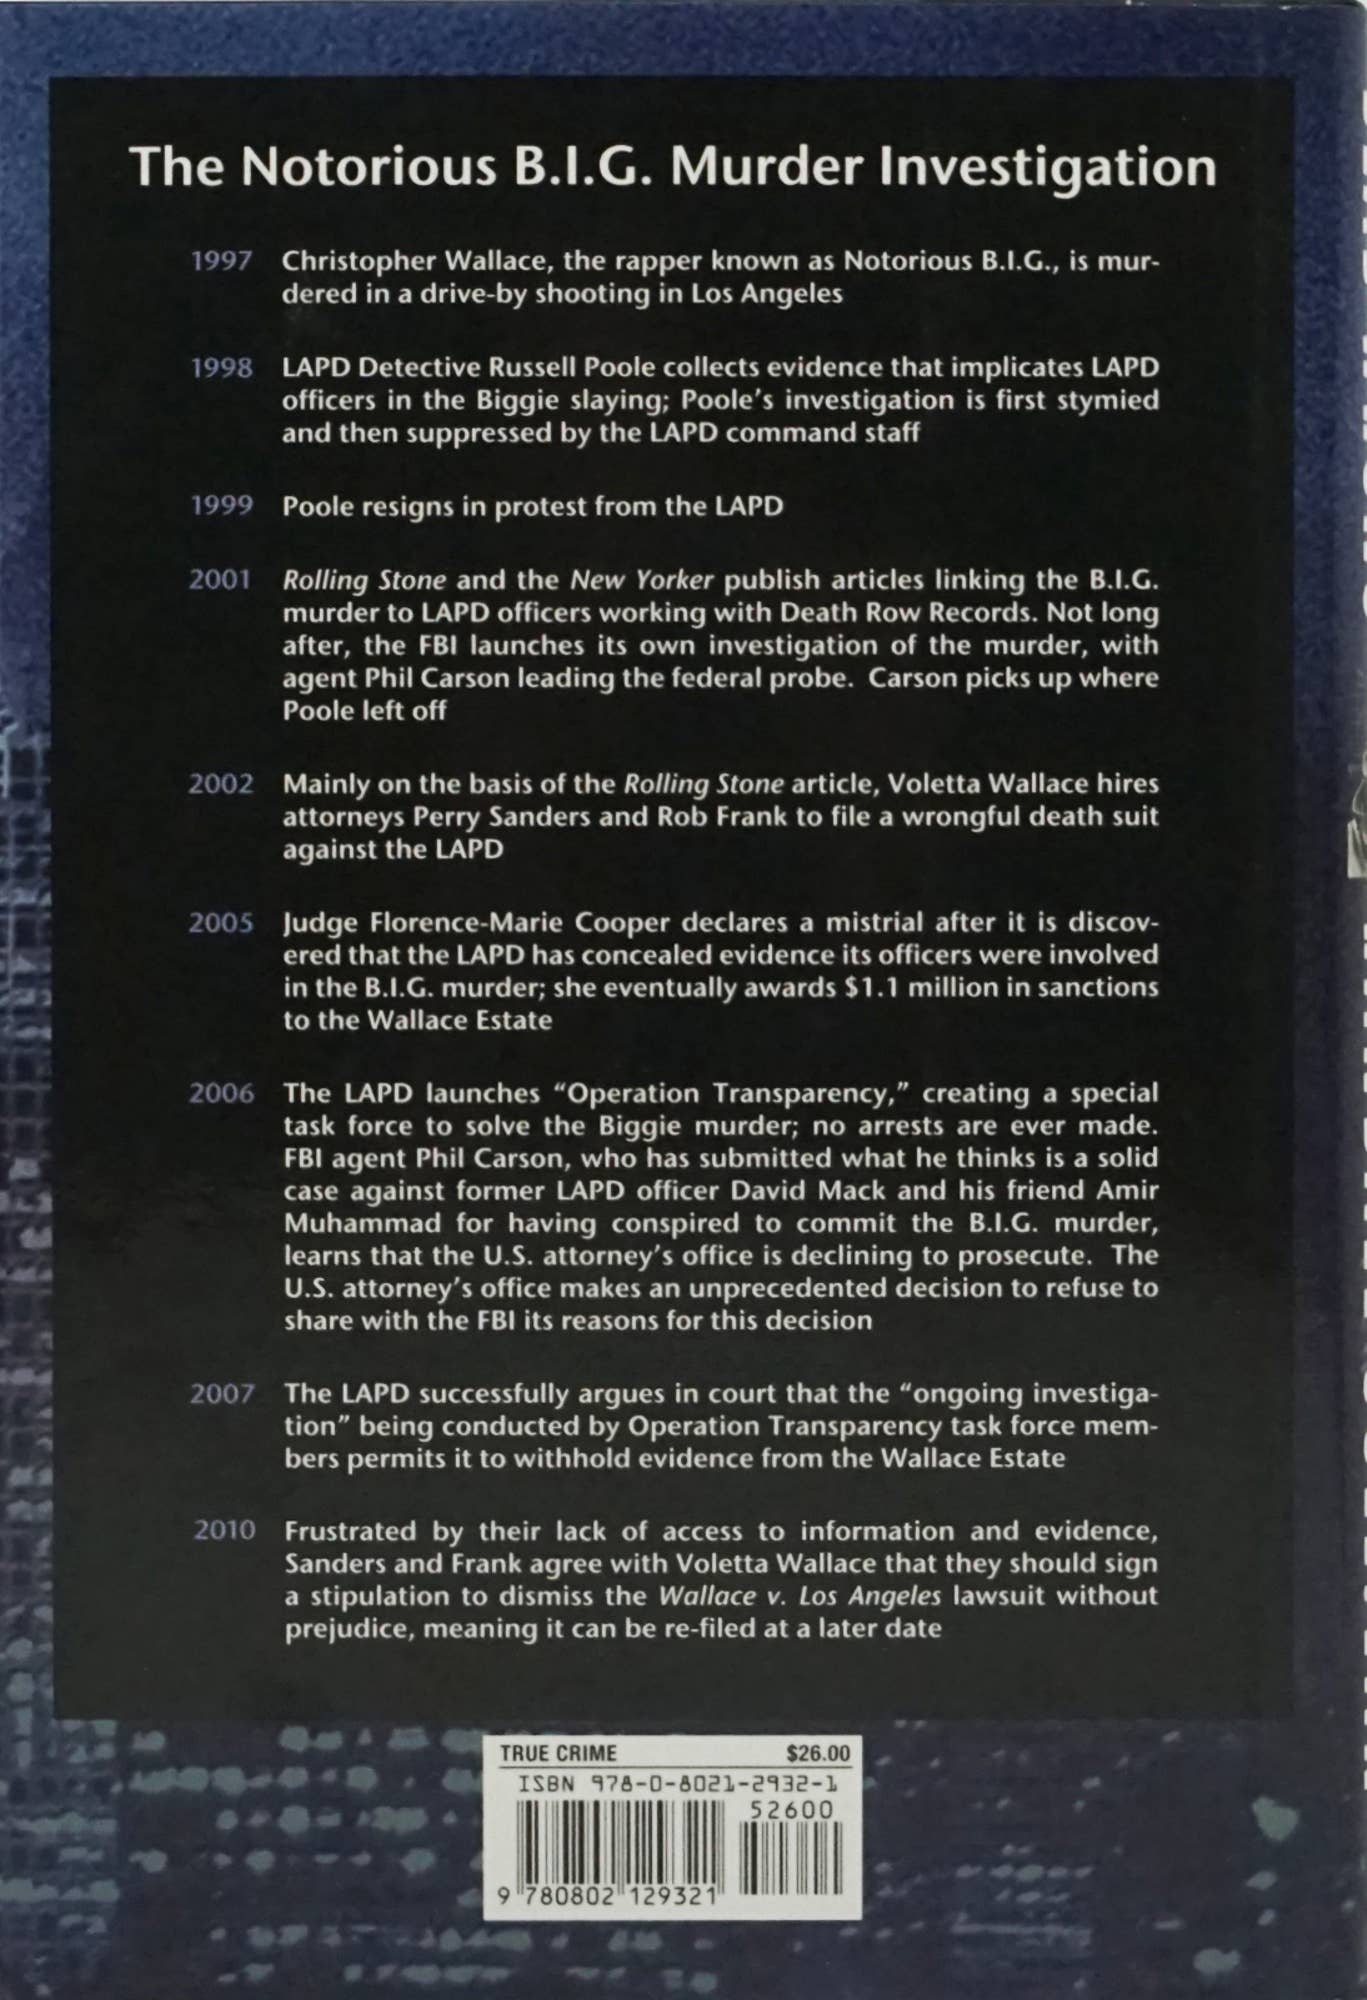 The Notorious B.I.G. Murder Investigation
1997 Christopher Wallace, the rapper known as Notorious B.I.G., is mur-
dered in a drive-by shooting in Los Angeles
1998 LAPD Detective Russell Poole collects evidence that implicates LAPD
officers in the Biggie slaying; Poole's investigation is first stymied
and then suppressed by the LAPD command staff
1999 Poole resigns in protest from the LAPD
2001 Rolling Stone and the New Yorker publish articles linking the B.I.G.
murder to LAPD officers working with Death Row Records. Not long
after, the FBI launches its own investigation of the murder, with
agent Phil Carson leading the federal probe. Carson picks up where
Poole left off
2002 Mainly on the basis of the Rolling Stone article, Voletta Wallace hires
attorneys Perry Sanders and Rob Frank to file a wrongful death suit
against the LAPD
2005 Judge Florence-Marie Cooper declares a mistrial after it is discov-
ered that the LAPD has concealed evidence its officers were involved
in the B.I.G. murder; she eventually awards $1.1 million in sanctions
to the Wallace Estate
2006 The LAPD launches “Operation Transparency,” creating a special
task force to solve the Biggie murder; no arrests are ever made.
FBI agent Phil Carson, who has submitted what he thinks is a solid
case against former LAPD officer David Mack and his friend Amir
Muhammad for having conspired to commit the B.I.G. murder,
learns that the U.S. attorney's office is declining to prosecute. The
U.S. attorney's office makes an unprecedented decision to refuse to
share with the FBI its reasons for this decision
2007 The LAPD successfully argues in court that the “ongoing investiga-
tion” being conducted by Operation Transparency task force mem-
bers permits it to withhold evidence from the Wallace Estate
2010 Frustrated by their lack of access to information and evidence,
Sanders and Frank agree with Voletta Wallace that they should sign
a stipulation to dismiss the Wallace v. Los Angeles lawsuit without
prejudice, meaning it can be re-filed at a later date
TRUE CRIME $26.00
ISBN 978-0-8021-2932-1
52600
9 780802 129321